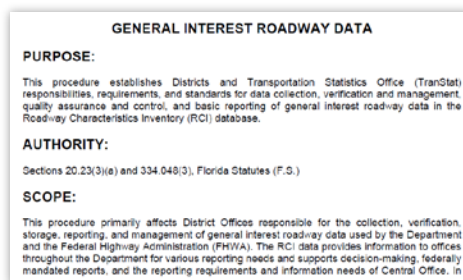 GENERAL INTEREST ROADWAY DATA
PURPOSE:
This procedure establishes Districts and Transportation Statistics Office (TranStat)
responsibilities, requirements, and standards for data collection, verification and management,
quality assurance and control, and basic reporting of general interest roadway data in the
Roadway Characteristics Inventory (RCI) database.
AUTHORITY:
Sections 20.23(3)(a) and 334.048(3), Florida Statutes (F.S.)
SCOPE:
This procedure primarily affects District Offices responsible for the collection, verification,
storage, reporting, and management of general interest roadway data used by the Department
and the Federal Highway Administration (FHWA). The RCI data provides information to offices
throughout the Department for various reporting needs and supports decision-making, federally
mandated reports, and the reporting requirements and information needs of Central Office. In